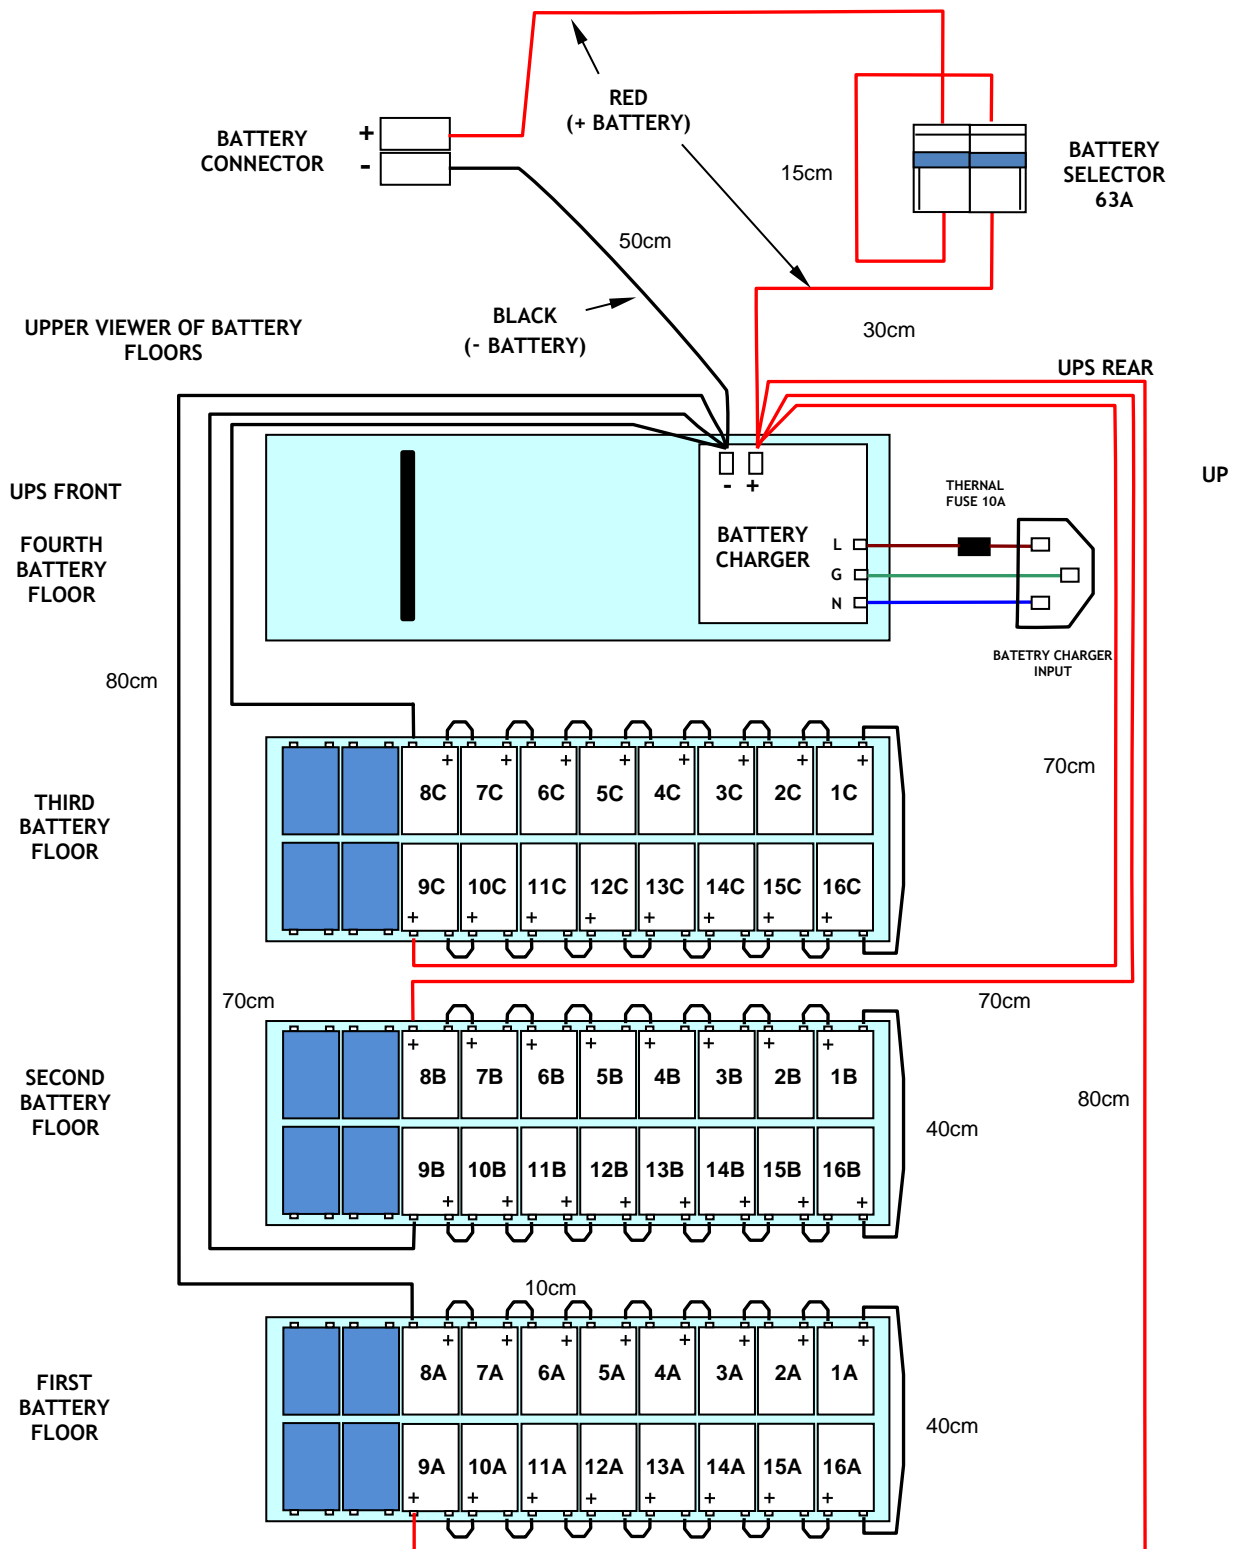 RED
(+ BATTERY)
BATTERY
CONNECTOR
+
-
15cm
BATTERY
SELECTOR
63A
50cm
BLACK
(- BATTERY)
30cm
UPPER VIEWER OF BATTERY
FLOORS
UPS REAR
UPS FRONT
UP
FOURTH
BATTERY
FLOOR
- +
BATTERY
CHARGER
L
G
N
THERNAL
FUSE 10A
BATETRY CHARGER
INPUT
80cm
70cm
THIRD
BATTERY
FLOOR
+ + + + + + + +
8C 7C 6C 5C 4C 3C 2C 1C
9C 10C 11C 12C 13C 14C 15C 16C
+ + + + + + + +
70cm
70cm
SECOND
BATTERY
FLOOR
+ + + + + + + +
8B 7B 6B 5B 4B 3B 2B 1B
9B 10B 11B 12B 13B 14B 15B 16B
+ + + + + + + +
80cm
40cm
10cm
FIRST
BATTERY
FLOOR
+ + + + + + + +
8A 7A 6A 5A 4A 3A 2A 1A
9A 10A 11A 12A 13A 14A 15A 16A
+ + + + + + + +
40cm